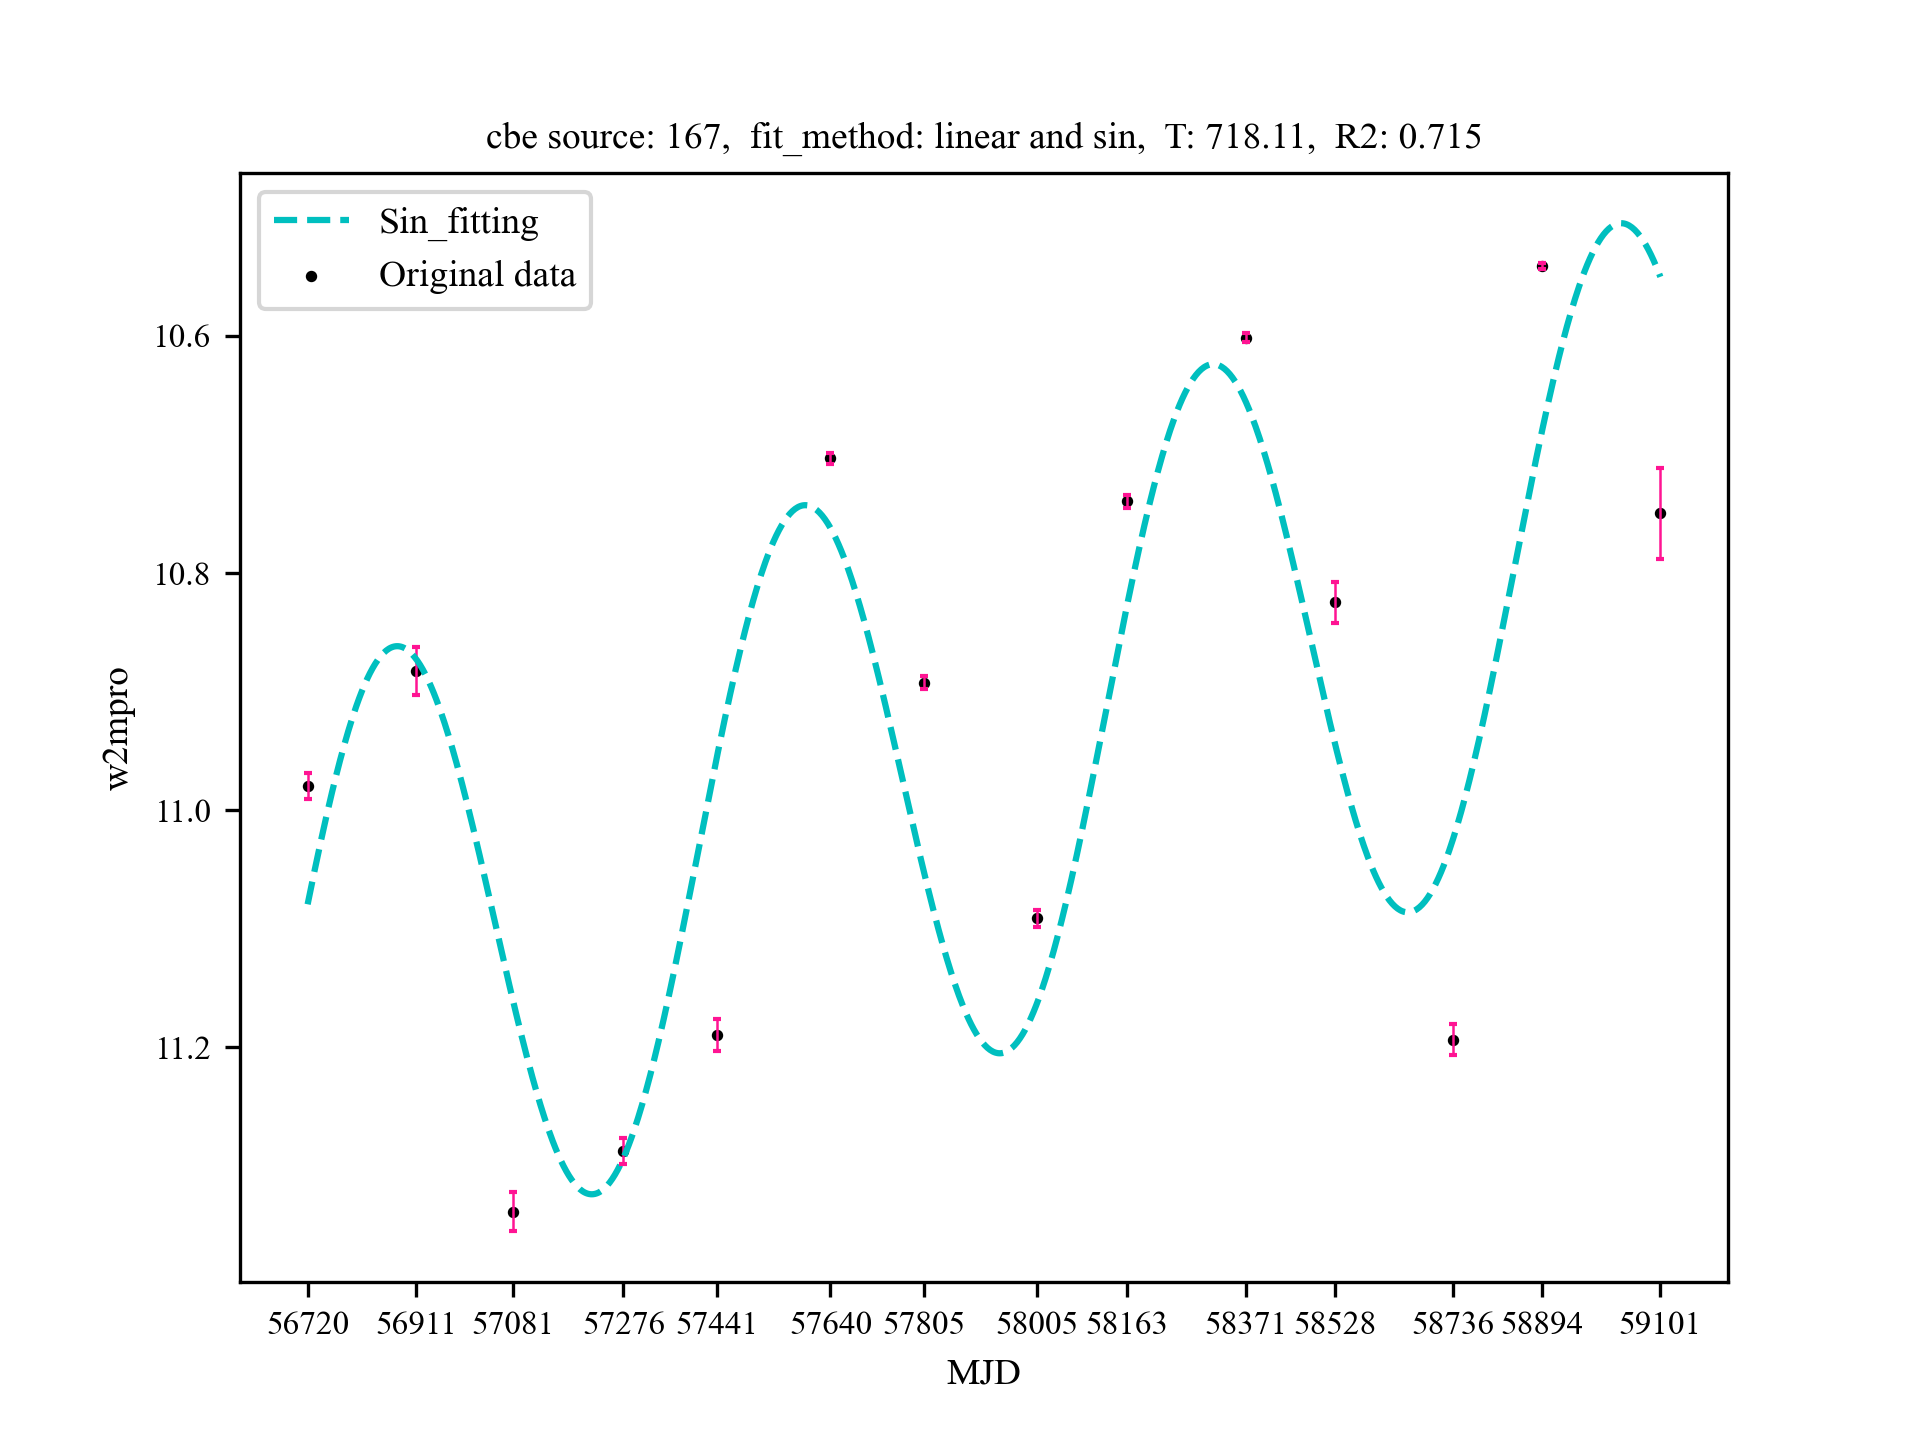 cbe source: 167,  fit_method: linear and sin,  T: 718.11,  R2: 0.715
Sin_fitting
Original data
10.6
10.8
11.0
11.2
w2mpro
56720 56911 57081 57276 57441 57640 57805 58005 58163 58371 58528 58736 58894 59101
MJD